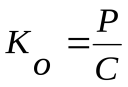 K_o = P/C